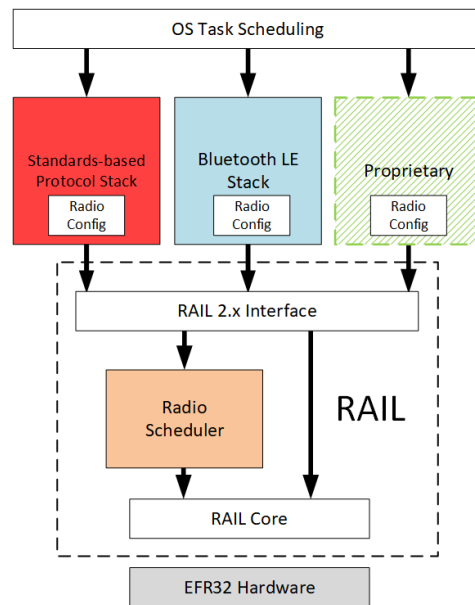 OS Task Scheduling
Standards-based
Protocol Stack
Radio
Config
Bluetooth LE
Stack
Radio
Config
Proprietary
Radio
Config
RAIL 2.x Interface
Radio
Scheduler
RAIL
RAIL Core
EFR32 Hardware